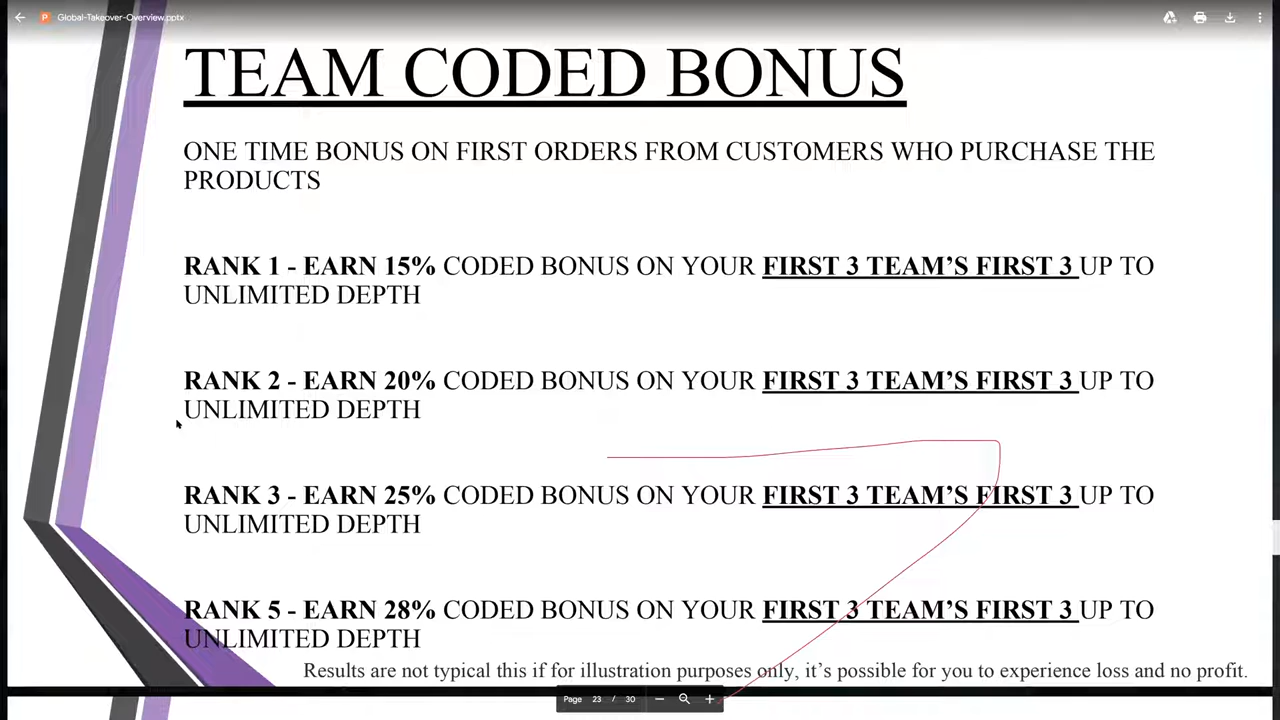 Global-Takeover-Overview.pptx
TEAM CODED BONUS
ONE TIME BONUS ON FIRST ORDERS FROM CUSTOMERS WHO PURCHASE THE
PRODUCTS
RANK 1 - EARN 15% CODED BONUS ON YOUR FIRST 3 TEAM’S FIRST 3 UP TO
UNLIMITED DEPTH
RANK 2 - EARN 20% CODED BONUS ON YOUR FIRST 3 TEAM’S FIRST 3 UP TO
UNLIMITED DEPTH
RANK 3 - EARN 25% CODED BONUS ON YOUR FIRST 3 TEAM’S FIRST 3 UP TO
UNLIMITED DEPTH
RANK 5 - EARN 28% CODED BONUS ON YOUR FIRST 3 TEAM’S FIRST 3 UP TO
UNLIMITED DEPTH
Results are not typical this if for illustration purposes only, it’s possible for you to experience loss and no profit.
Page 23 / 30